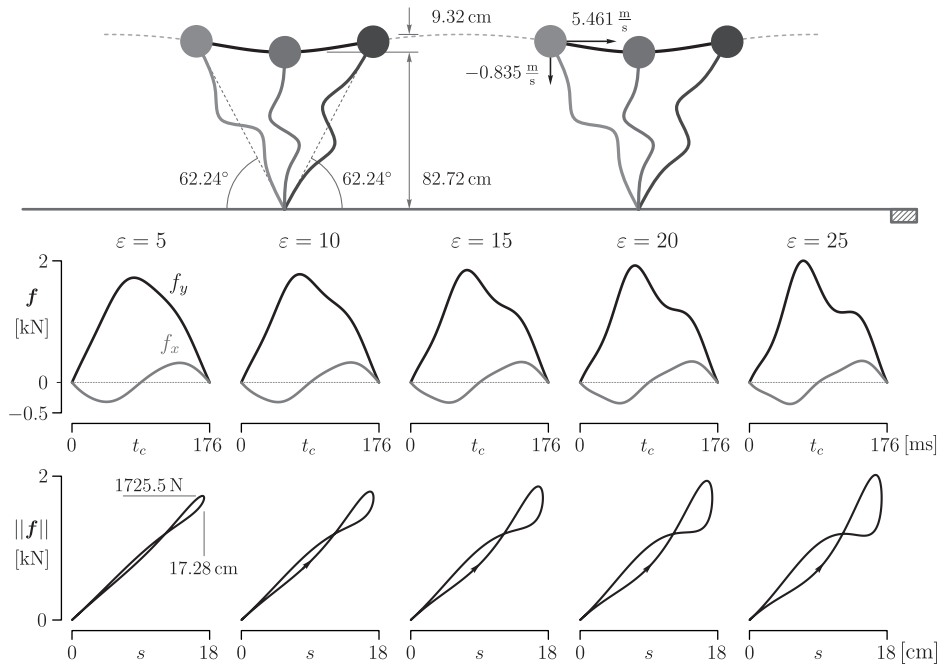 9.32 cm
5.461 m/s
−0.835 m/s
62.24°
62.24°
82.72 cm
ε = 5
ε = 10
ε = 15
ε = 20
ε = 25
2
f
[kN]
0
−0.5
f_y
f_x
0 t_c 176
0 t_c 176
0 t_c 176
0 t_c 176
0 t_c 176 [ms]
2
||f||
[kN]
0
1725.5 N
17.28 cm
0 s 18
0 s 18
0 s 18
0 s 18
0 s 18 [cm]